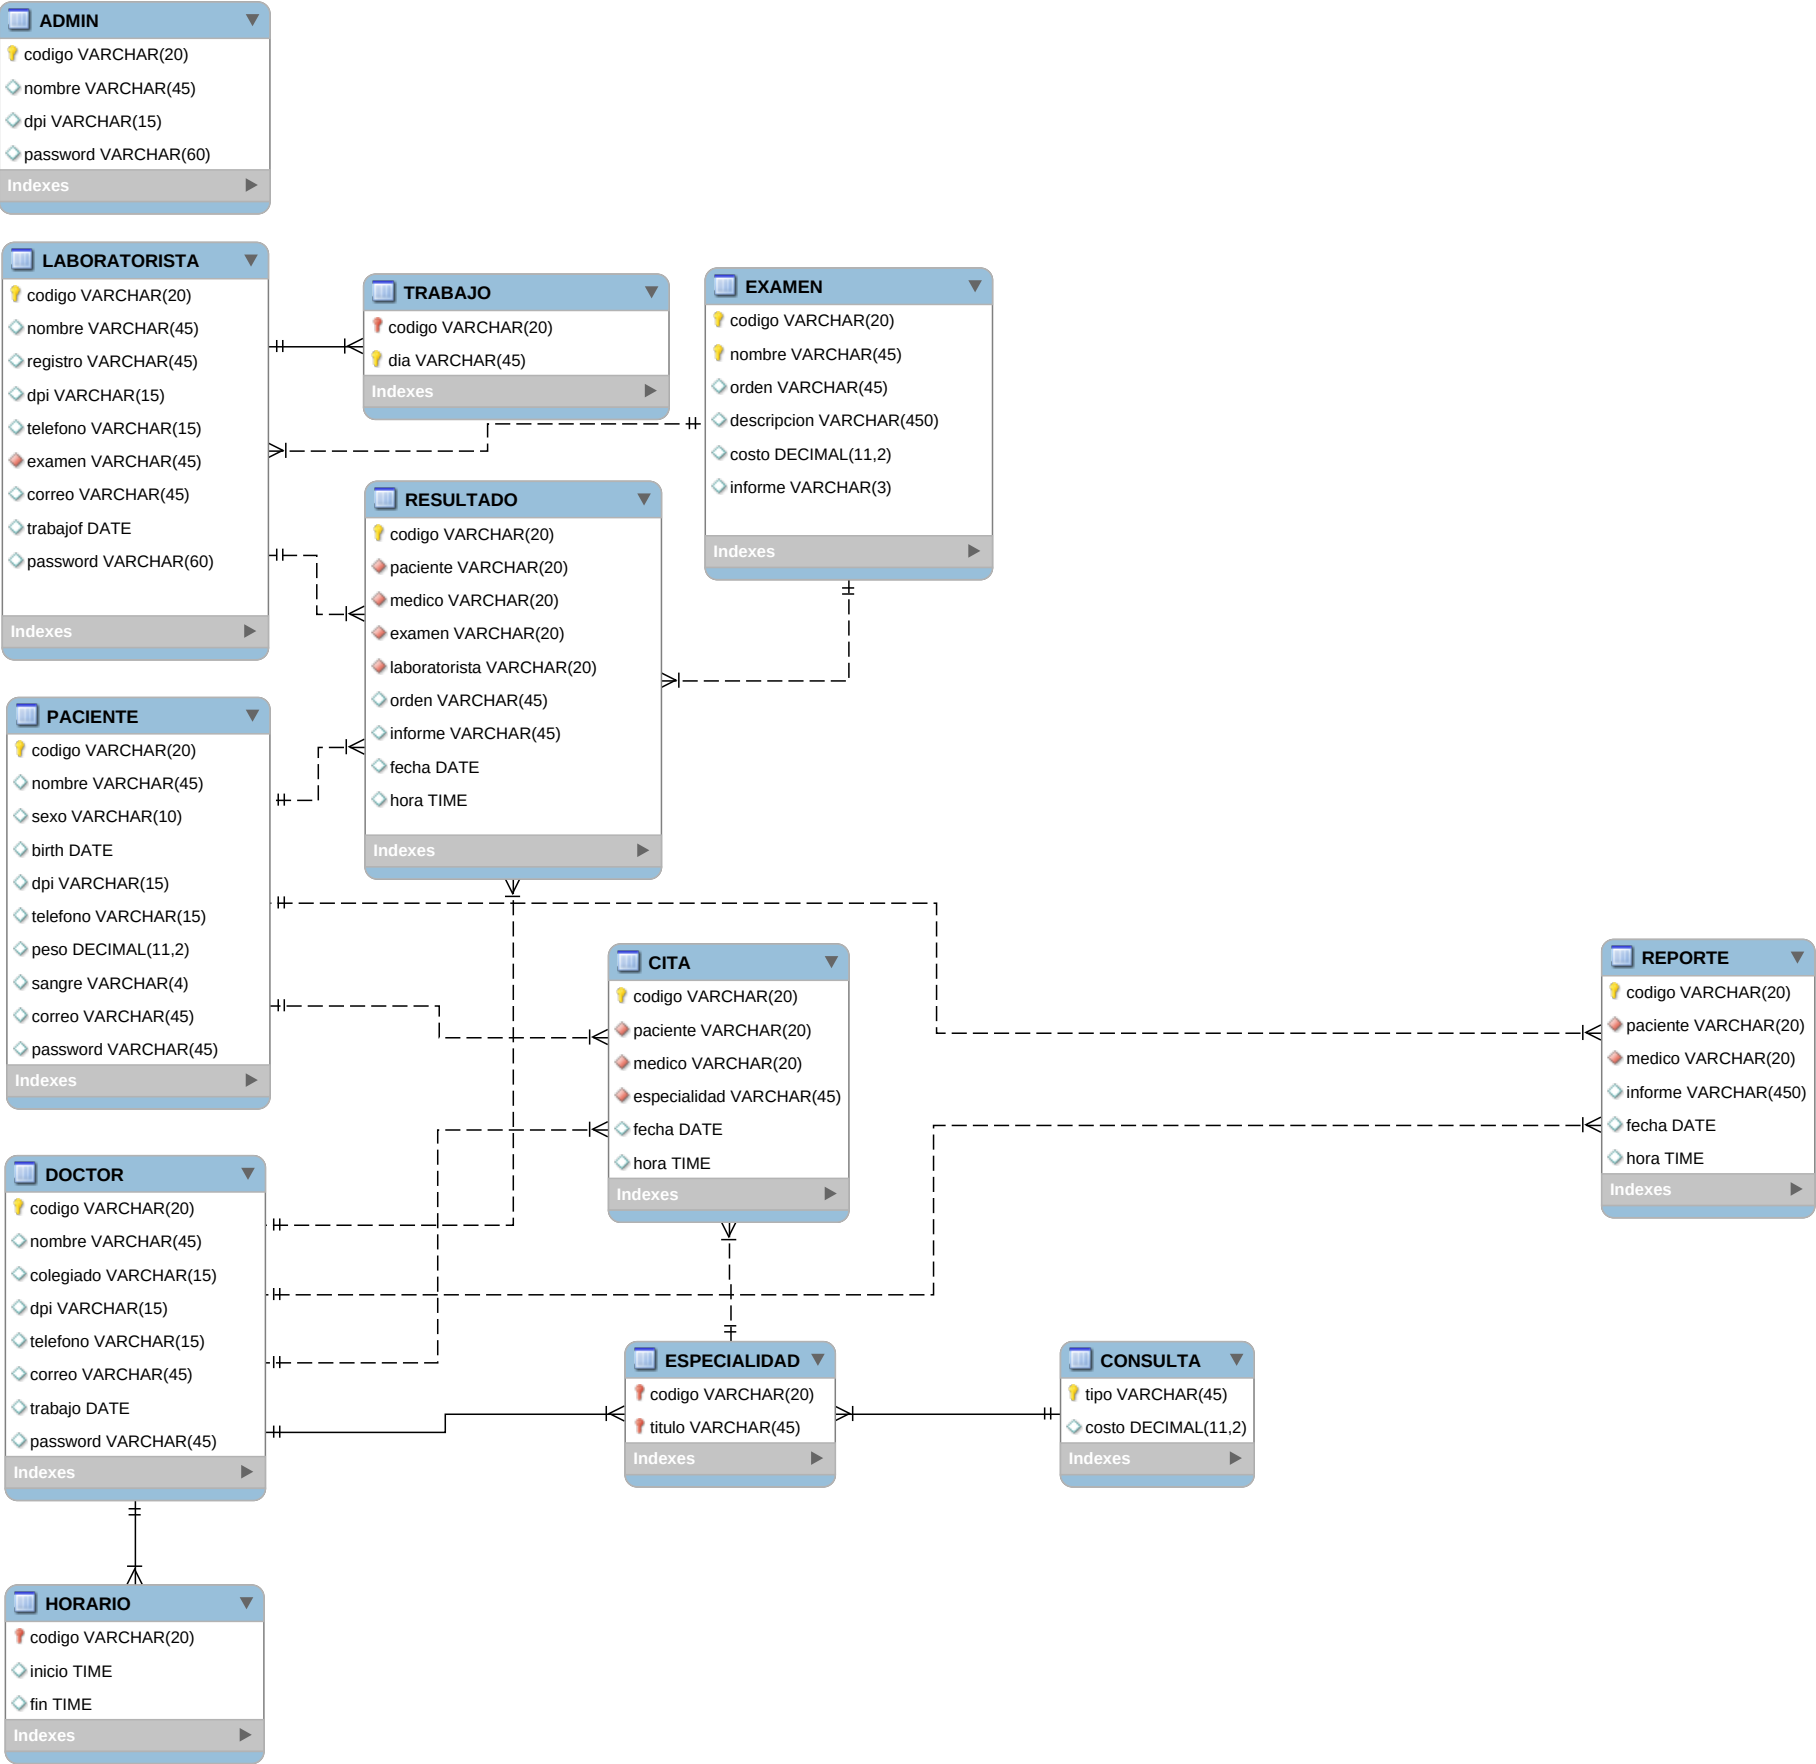 ADMIN
codigo VARCHAR(20)
nombre VARCHAR(45)
dpi VARCHAR(15)
password VARCHAR(60)
Indexes
LABORATORISTA
codigo VARCHAR(20)
nombre VARCHAR(45)
registro VARCHAR(45)
dpi VARCHAR(15)
telefono VARCHAR(15)
examen VARCHAR(45)
correo VARCHAR(45)
trabajof DATE
password VARCHAR(60)
Indexes
TRABAJO
codigo VARCHAR(20)
dia VARCHAR(45)
Indexes
EXAMEN
codigo VARCHAR(20)
nombre VARCHAR(45)
orden VARCHAR(45)
descripcion VARCHAR(450)
costo DECIMAL(11,2)
informe VARCHAR(3)
Indexes
RESULTADO
codigo VARCHAR(20)
paciente VARCHAR(20)
medico VARCHAR(20)
examen VARCHAR(20)
laboratorista VARCHAR(20)
orden VARCHAR(45)
informe VARCHAR(45)
fecha DATE
hora TIME
Indexes
PACIENTE
codigo VARCHAR(20)
nombre VARCHAR(45)
sexo VARCHAR(10)
birth DATE
dpi VARCHAR(15)
telefono VARCHAR(15)
peso DECIMAL(11,2)
sangre VARCHAR(4)
correo VARCHAR(45)
password VARCHAR(45)
Indexes
CITA
codigo VARCHAR(20)
paciente VARCHAR(20)
medico VARCHAR(20)
especialidad VARCHAR(45)
fecha DATE
hora TIME
Indexes
REPORTE
codigo VARCHAR(20)
paciente VARCHAR(20)
medico VARCHAR(20)
informe VARCHAR(450)
fecha DATE
hora TIME
Indexes
DOCTOR
codigo VARCHAR(20)
nombre VARCHAR(45)
colegiado VARCHAR(15)
dpi VARCHAR(15)
telefono VARCHAR(15)
correo VARCHAR(45)
trabajo DATE
password VARCHAR(45)
Indexes
ESPECIALIDAD
codigo VARCHAR(20)
titulo VARCHAR(45)
Indexes
CONSULTA
tipo VARCHAR(45)
costo DECIMAL(11,2)
Indexes
HORARIO
codigo VARCHAR(20)
inicio TIME
fin TIME
Indexes